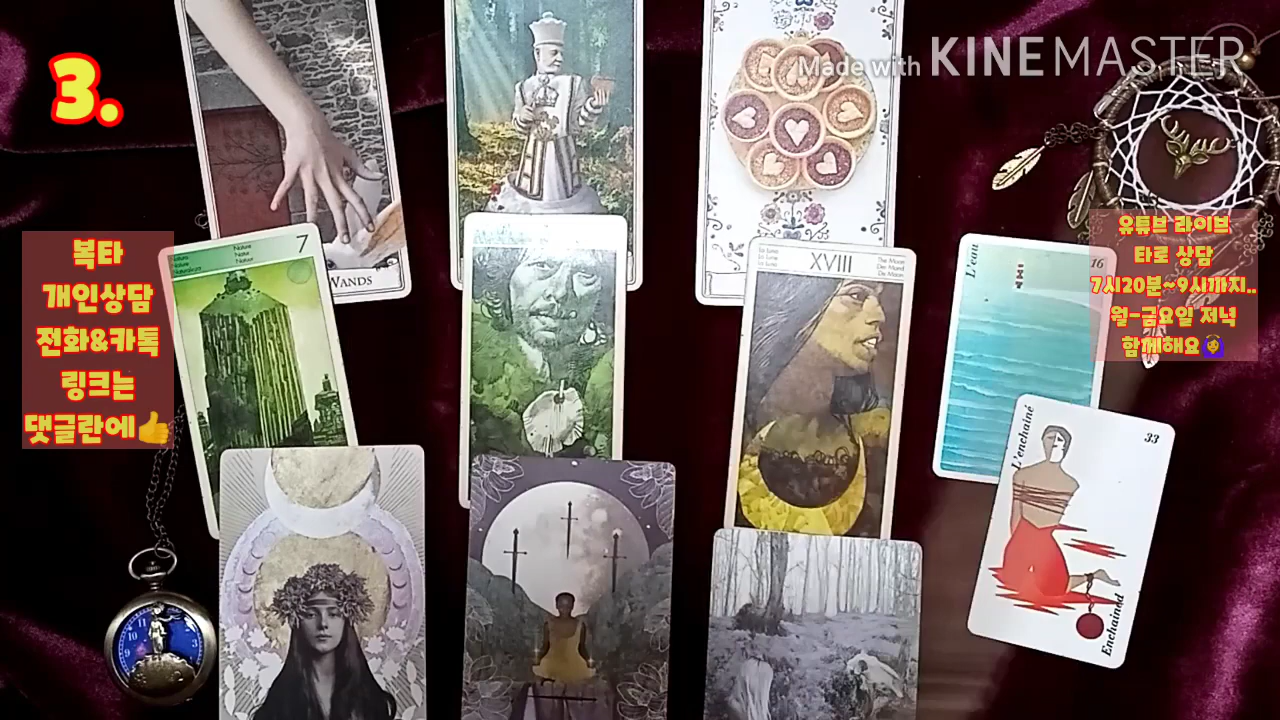 3.
Made with KINEMASTER
WANDS
복타
개인상담
전화&카톡
링크는
댓글란에👍
유튜브 라이브
타로 상담
7시20분~9시까지..
월-금요일 저녁
함께해요🙆‍♀️
7
Nature
XVIII
The Moon
L'eau
16
L'enchainé
33
Enchained